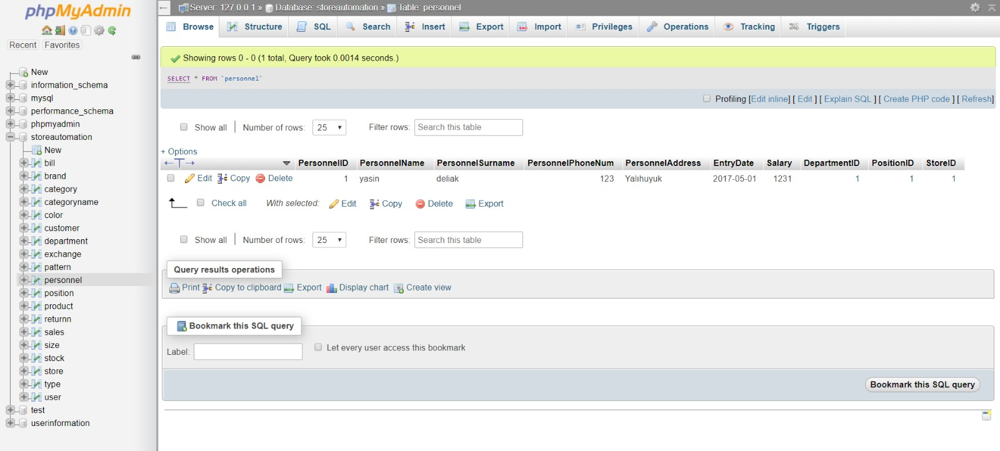 phpMyAdmin
Recent Favorites
New
information_schema
mysql
performance_schema
phpmyadmin
storeautomation
New
bill
brand
category
categoryname
color
customer
department
exchange
pattern
personnel
position
product
returnn
sales
size
stock
store
type
user
test
userinformation
Server: 127.0.0.1 » Database: storeautomation » Table: personnel
Browse Structure SQL Search Insert Export Import Privileges Operations Tracking Triggers
Showing rows 0 - 0 (1 total, Query took 0.0014 seconds.)
SELECT * FROM `personnel`
Profiling [Edit inline] [ Edit ] [ Explain SQL ] [ Create PHP code ] [ Refresh]
Show all Number of rows: 25 Filter rows: Search this table
+ Options
PersonnelID PersonnelName PersonnelSurname PersonnelPhoneNum PersonnelAddress EntryDate Salary DepartmentID PositionID StoreID
Edit Copy Delete 1 yasin deliak 123 Yalıhuyuk 2017-05-01 1231 1 1 1
Check all With selected: Edit Copy Delete Export
Show all Number of rows: 25 Filter rows: Search this table
Query results operations
Print Copy to clipboard Export Display chart Create view
Bookmark this SQL query
Label: Let every user access this bookmark
Bookmark this SQL query